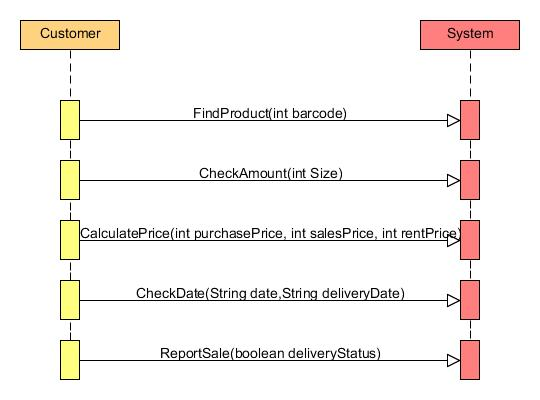 Customer
System
FindProduct(int barcode)
CheckAmount(int Size)
CalculatePrice(int purchasePrice, int salesPrice, int rentPrice)
CheckDate(String date,String deliveryDate)
ReportSale(boolean deliveryStatus)